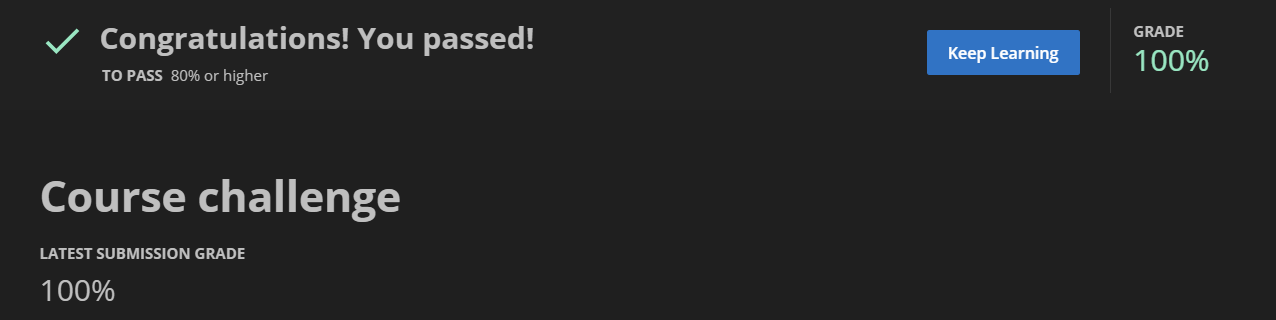 Congratulations! You passed!
TO PASS 80% or higher
Keep Learning
GRADE
100%
Course challenge
LATEST SUBMISSION GRADE
100%